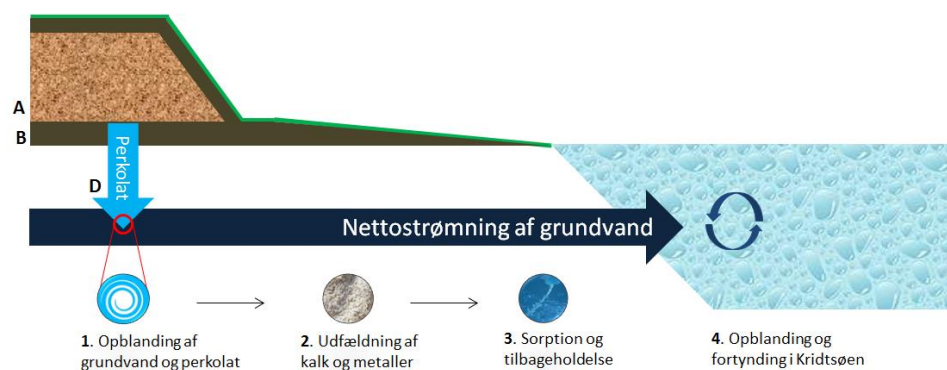 A
B
Perkolat
D
Nettostrømning af grundvand
1. Opblanding af
grundvand og perkolat
2. Udfældning af
kalk og metaller
3. Sorption og
tilbageholdelse
4. Opblanding og
fortynding i Kridtsøen